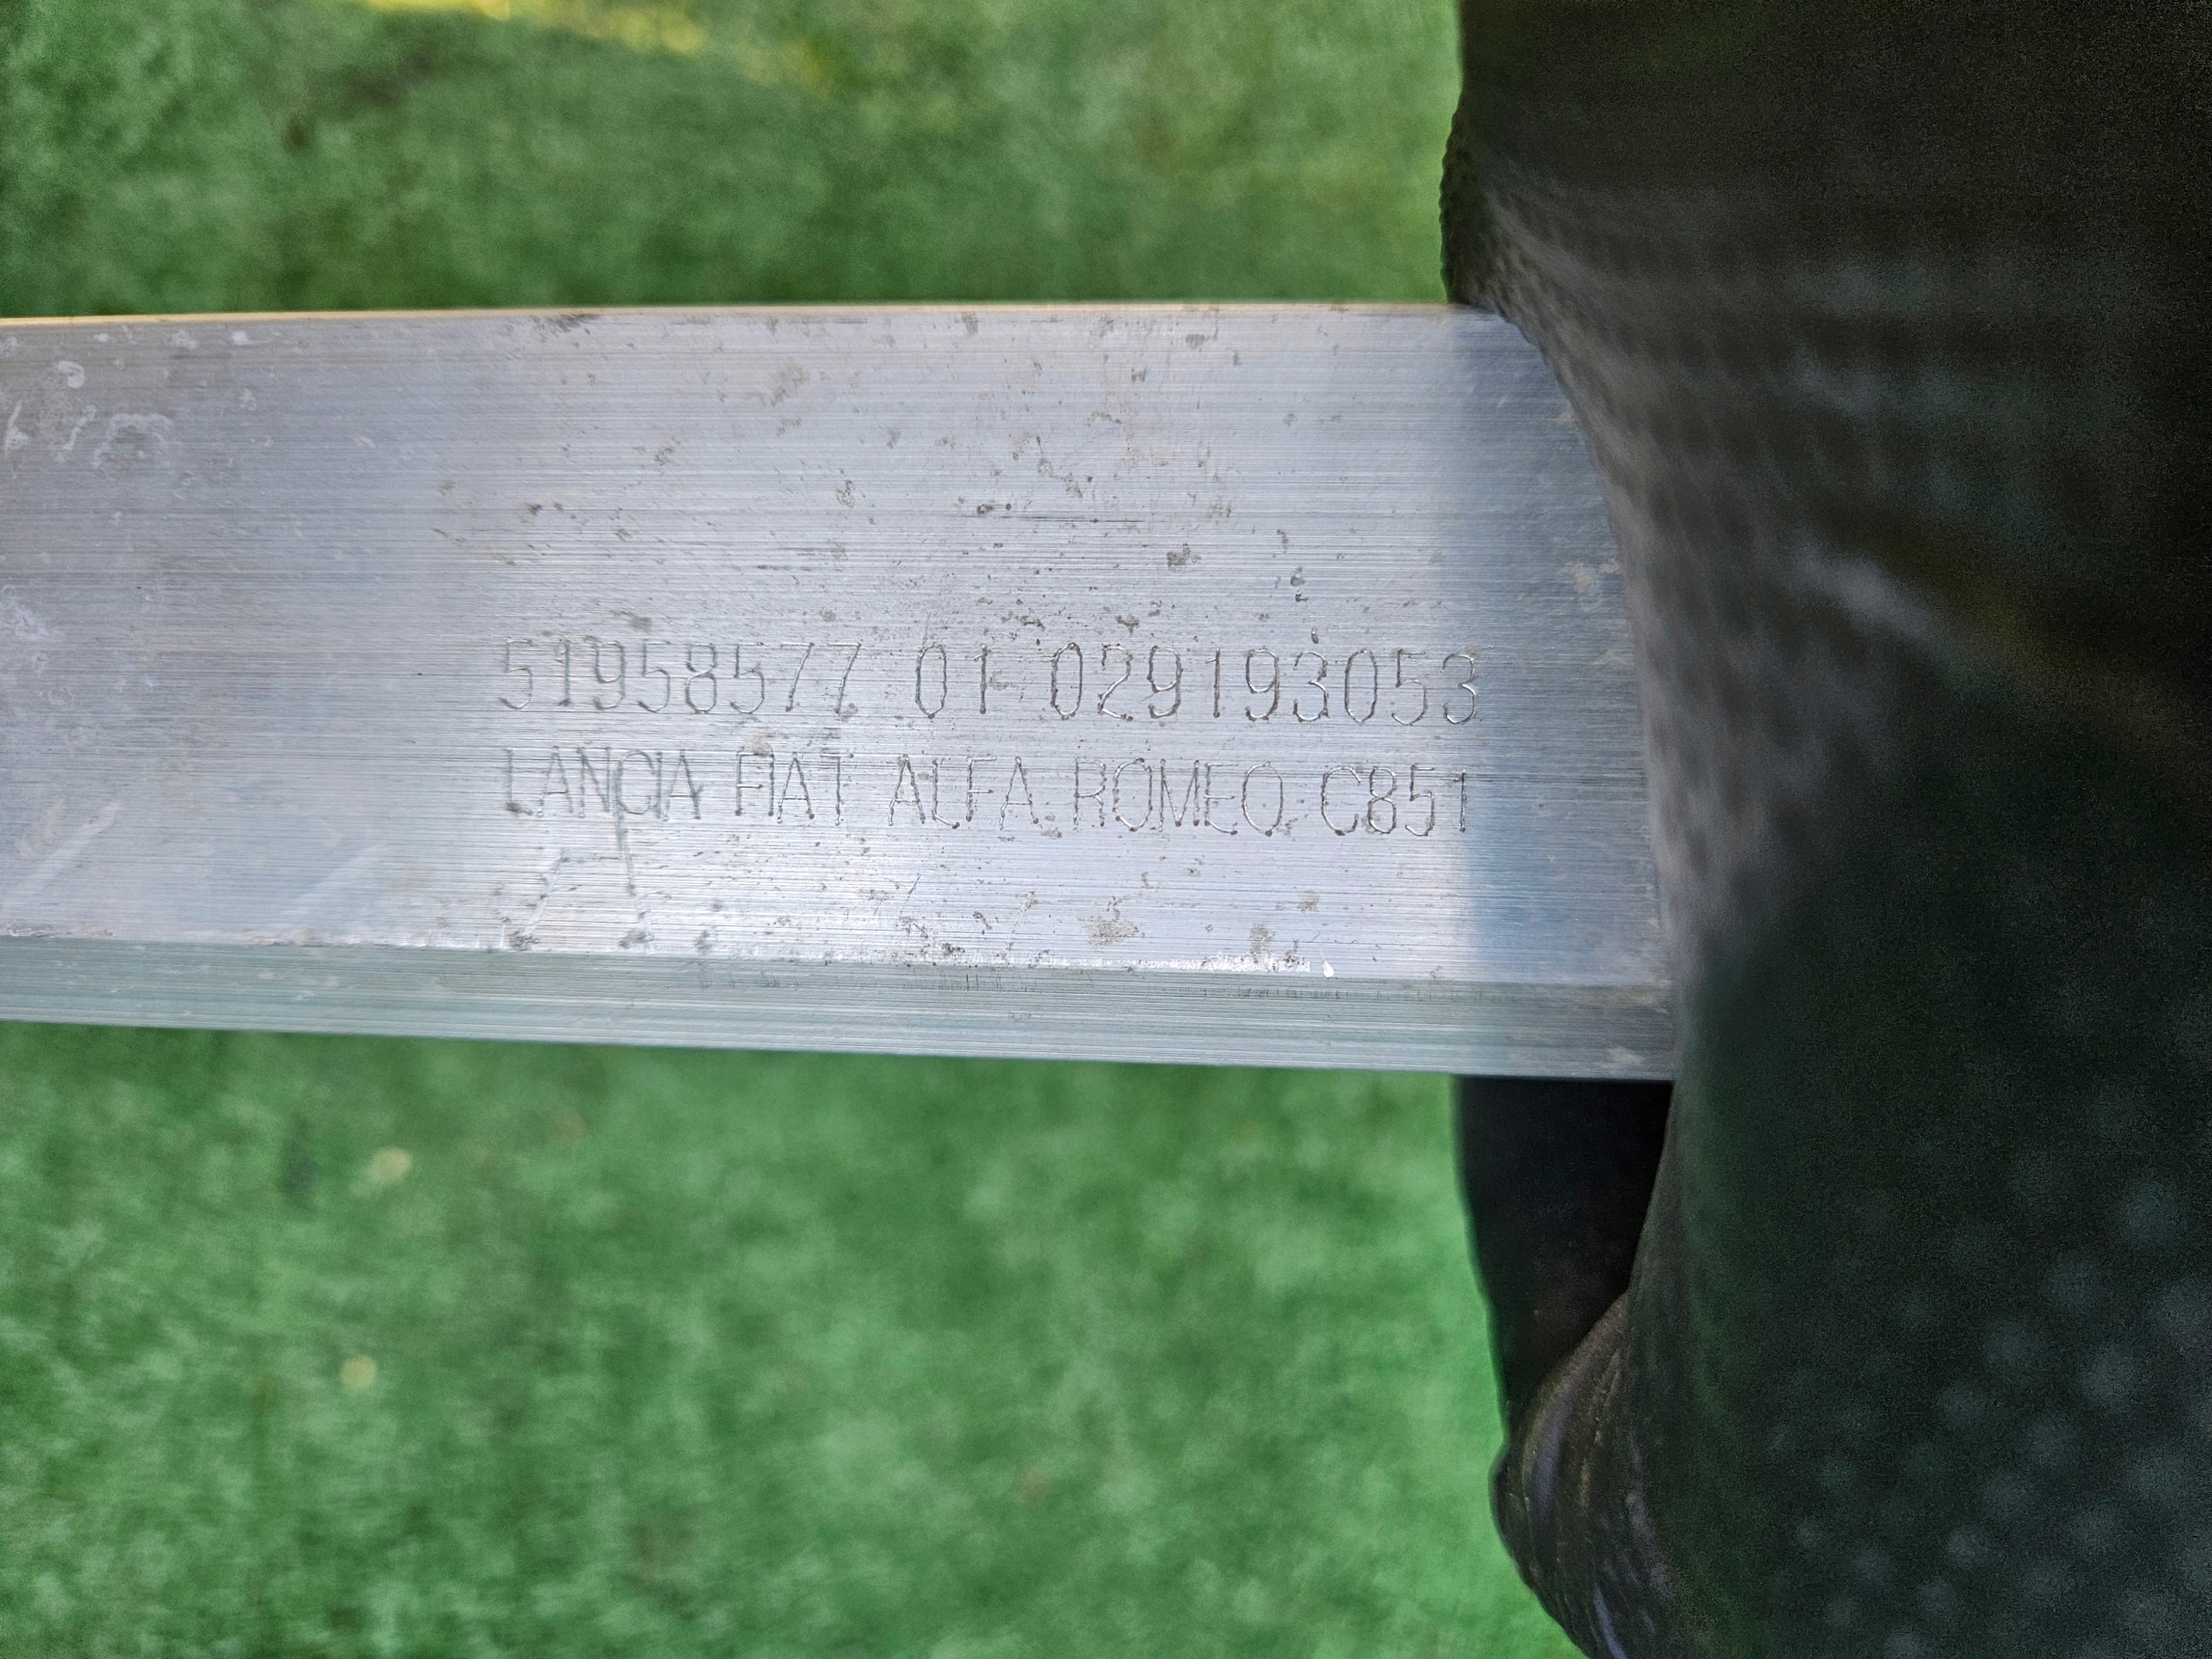 51958577 01 029193053
LANCIA FIAT ALFA ROMEO C851
A